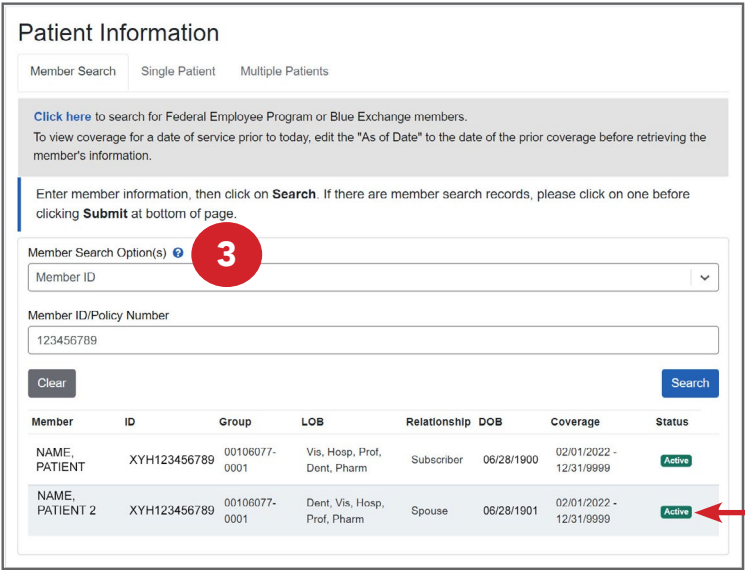 Patient Information
Member Search Single Patient Multiple Patients
Click here to search for Federal Employee Program or Blue Exchange members.
To view coverage for a date of service prior to today, edit the "As of Date" to the date of the prior coverage before retrieving the
member's information.
Enter member information, then click on Search. If there are member search records, please click on one before
clicking Submit at bottom of page.
Member Search Option(s) ?
3
Member ID
Member ID/Policy Number
123456789
Clear Search
Member ID Group LOB Relationship DOB Coverage Status
NAME, PATIENT XYH123456789 00106077-0001 Vis, Hosp, Prof, Dent, Pharm Subscriber 06/28/1900 02/01/2022 - 12/31/9999 Active
NAME, PATIENT 2 XYH123456789 00106077-0001 Dent, Vis, Hosp, Prof, Pharm Spouse 06/28/1901 02/01/2022 - 12/31/9999 Active